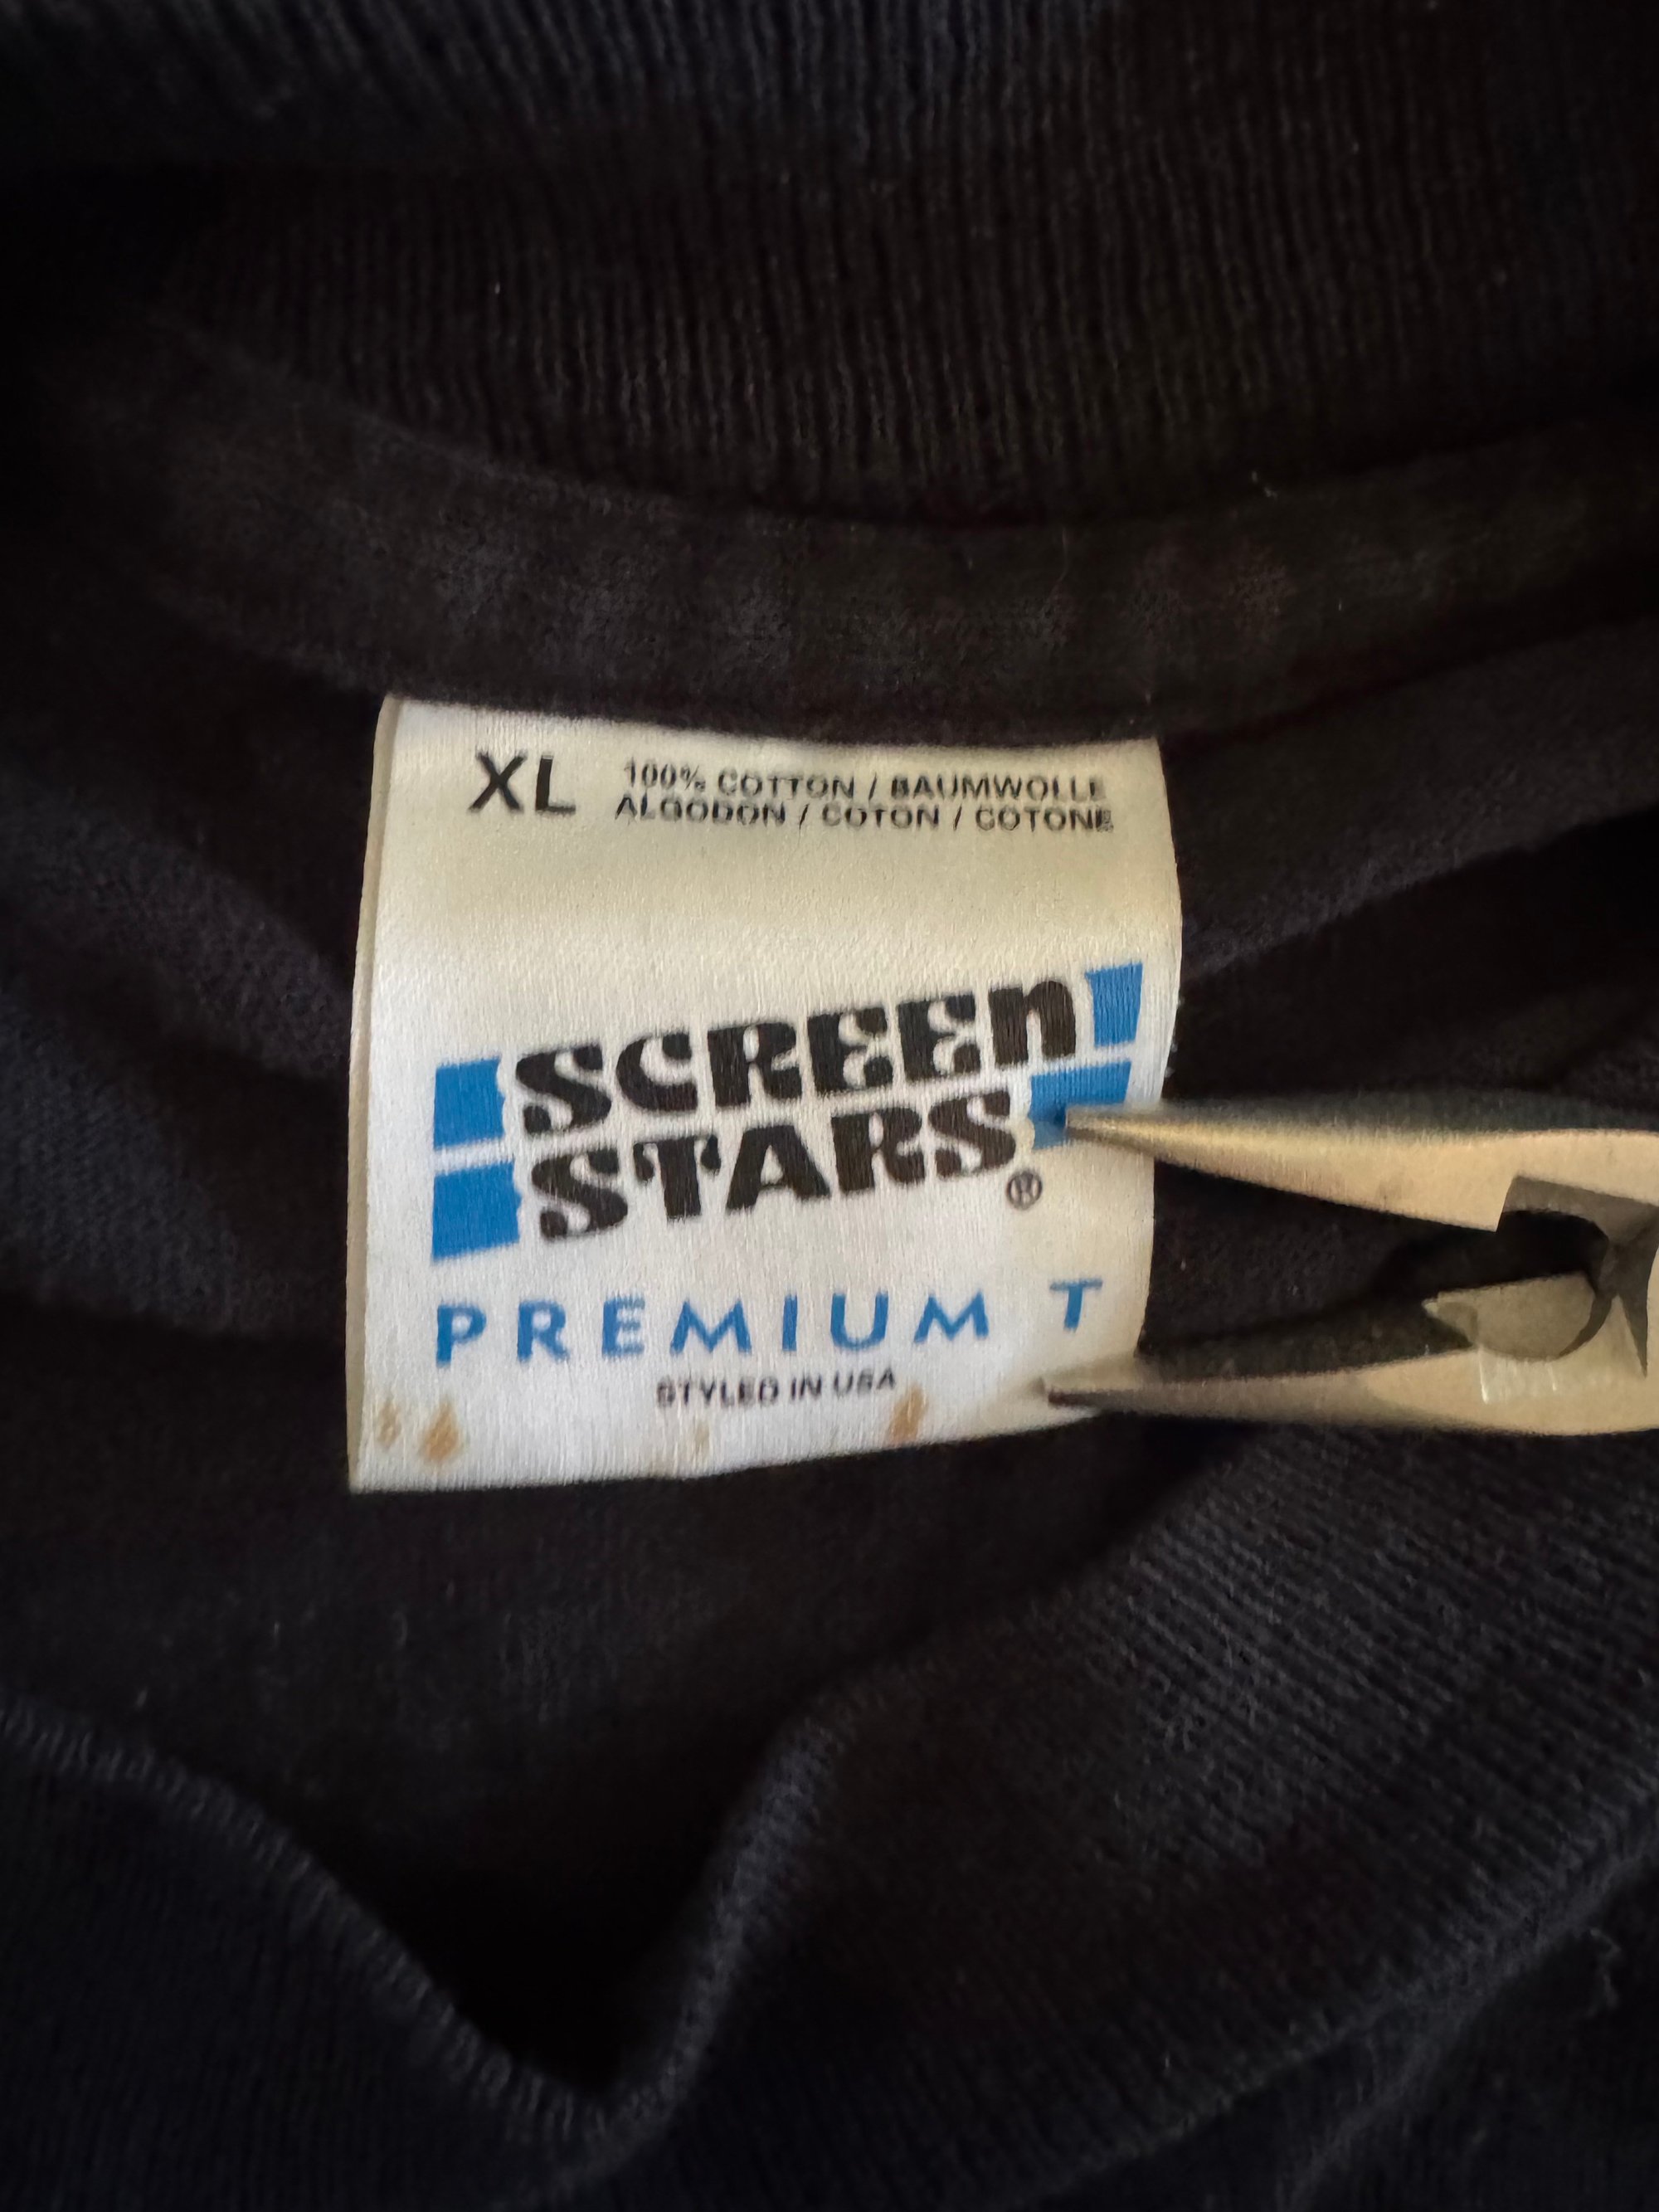 XL 100% COTTON / BAUMWOLLE
ALGODON / COTON / COTONE
SCREEN
STARS®
PREMIUM T
STYLED IN USA